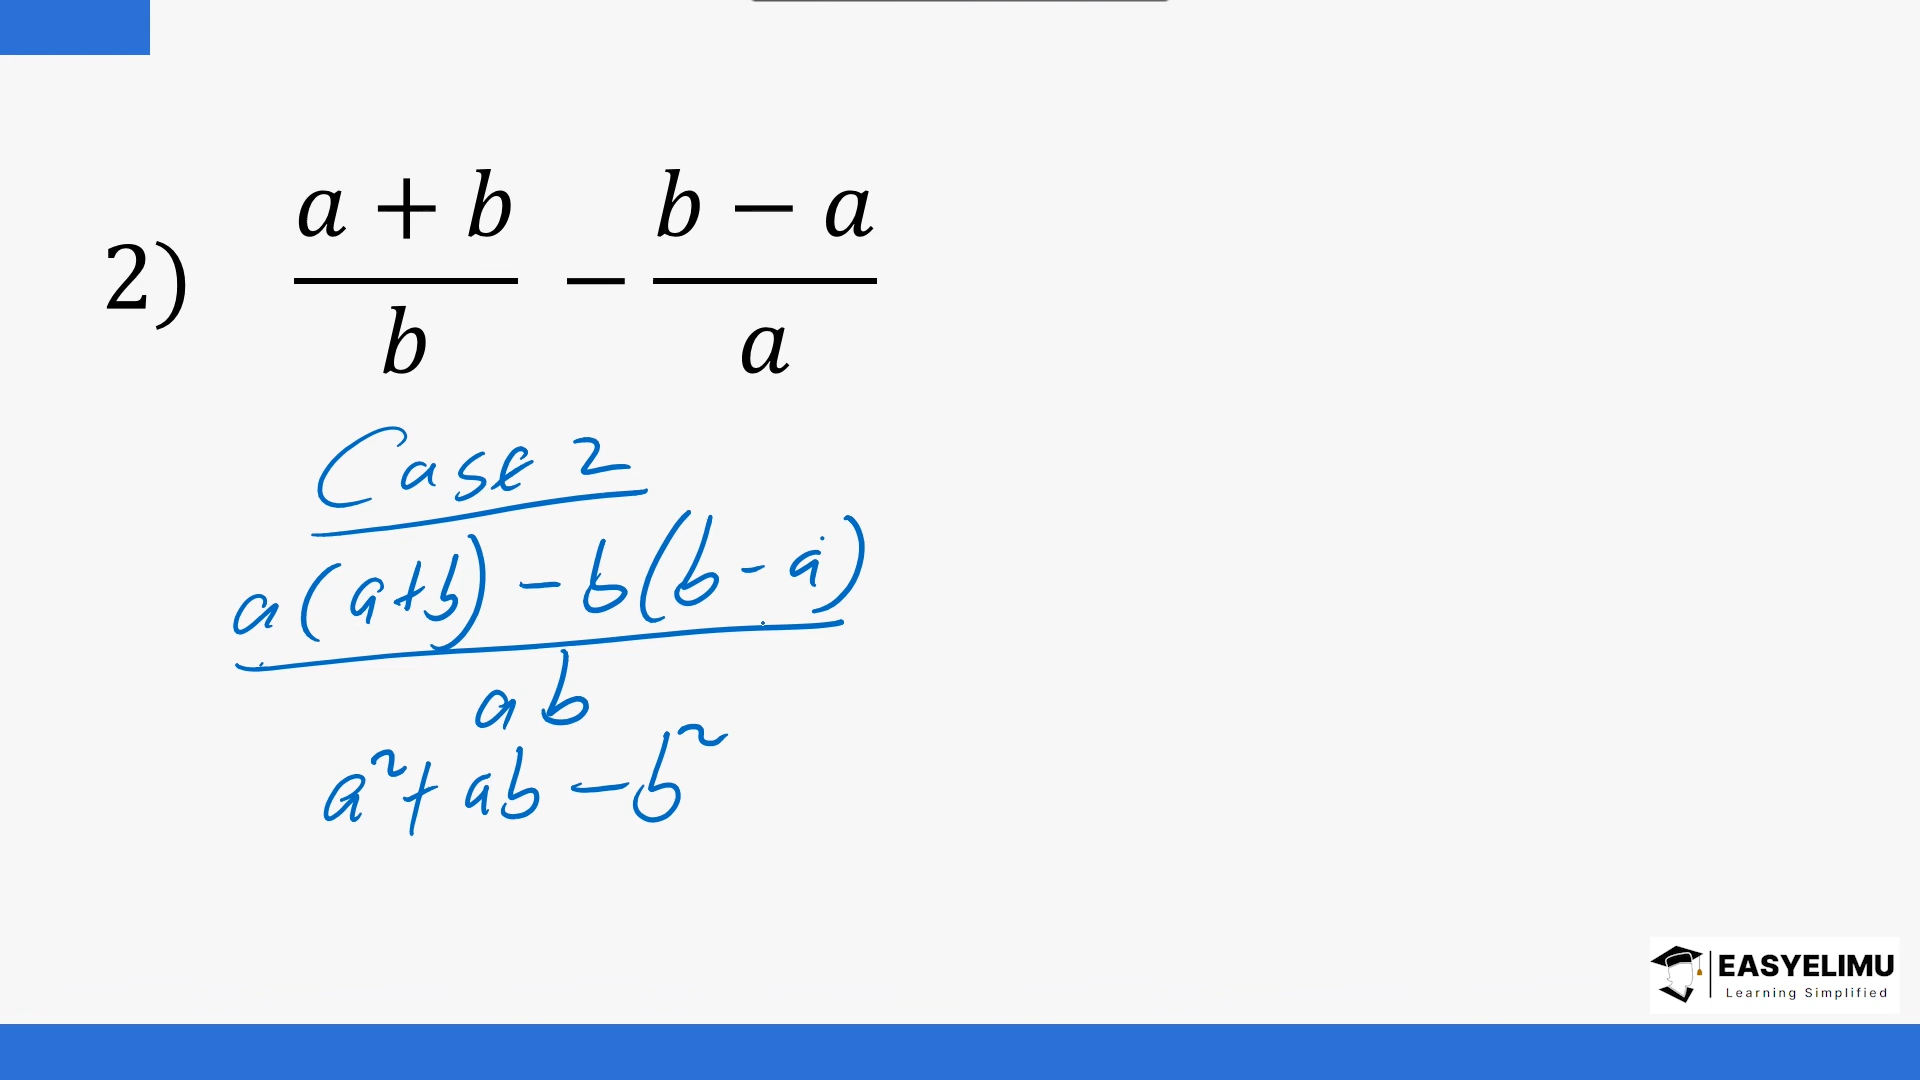 2) a + b / b − b − a / a
Case 2
a(a+b) − b(b − a)
ab
a² + ab − b²
EASYELIMU
Learning Simplified